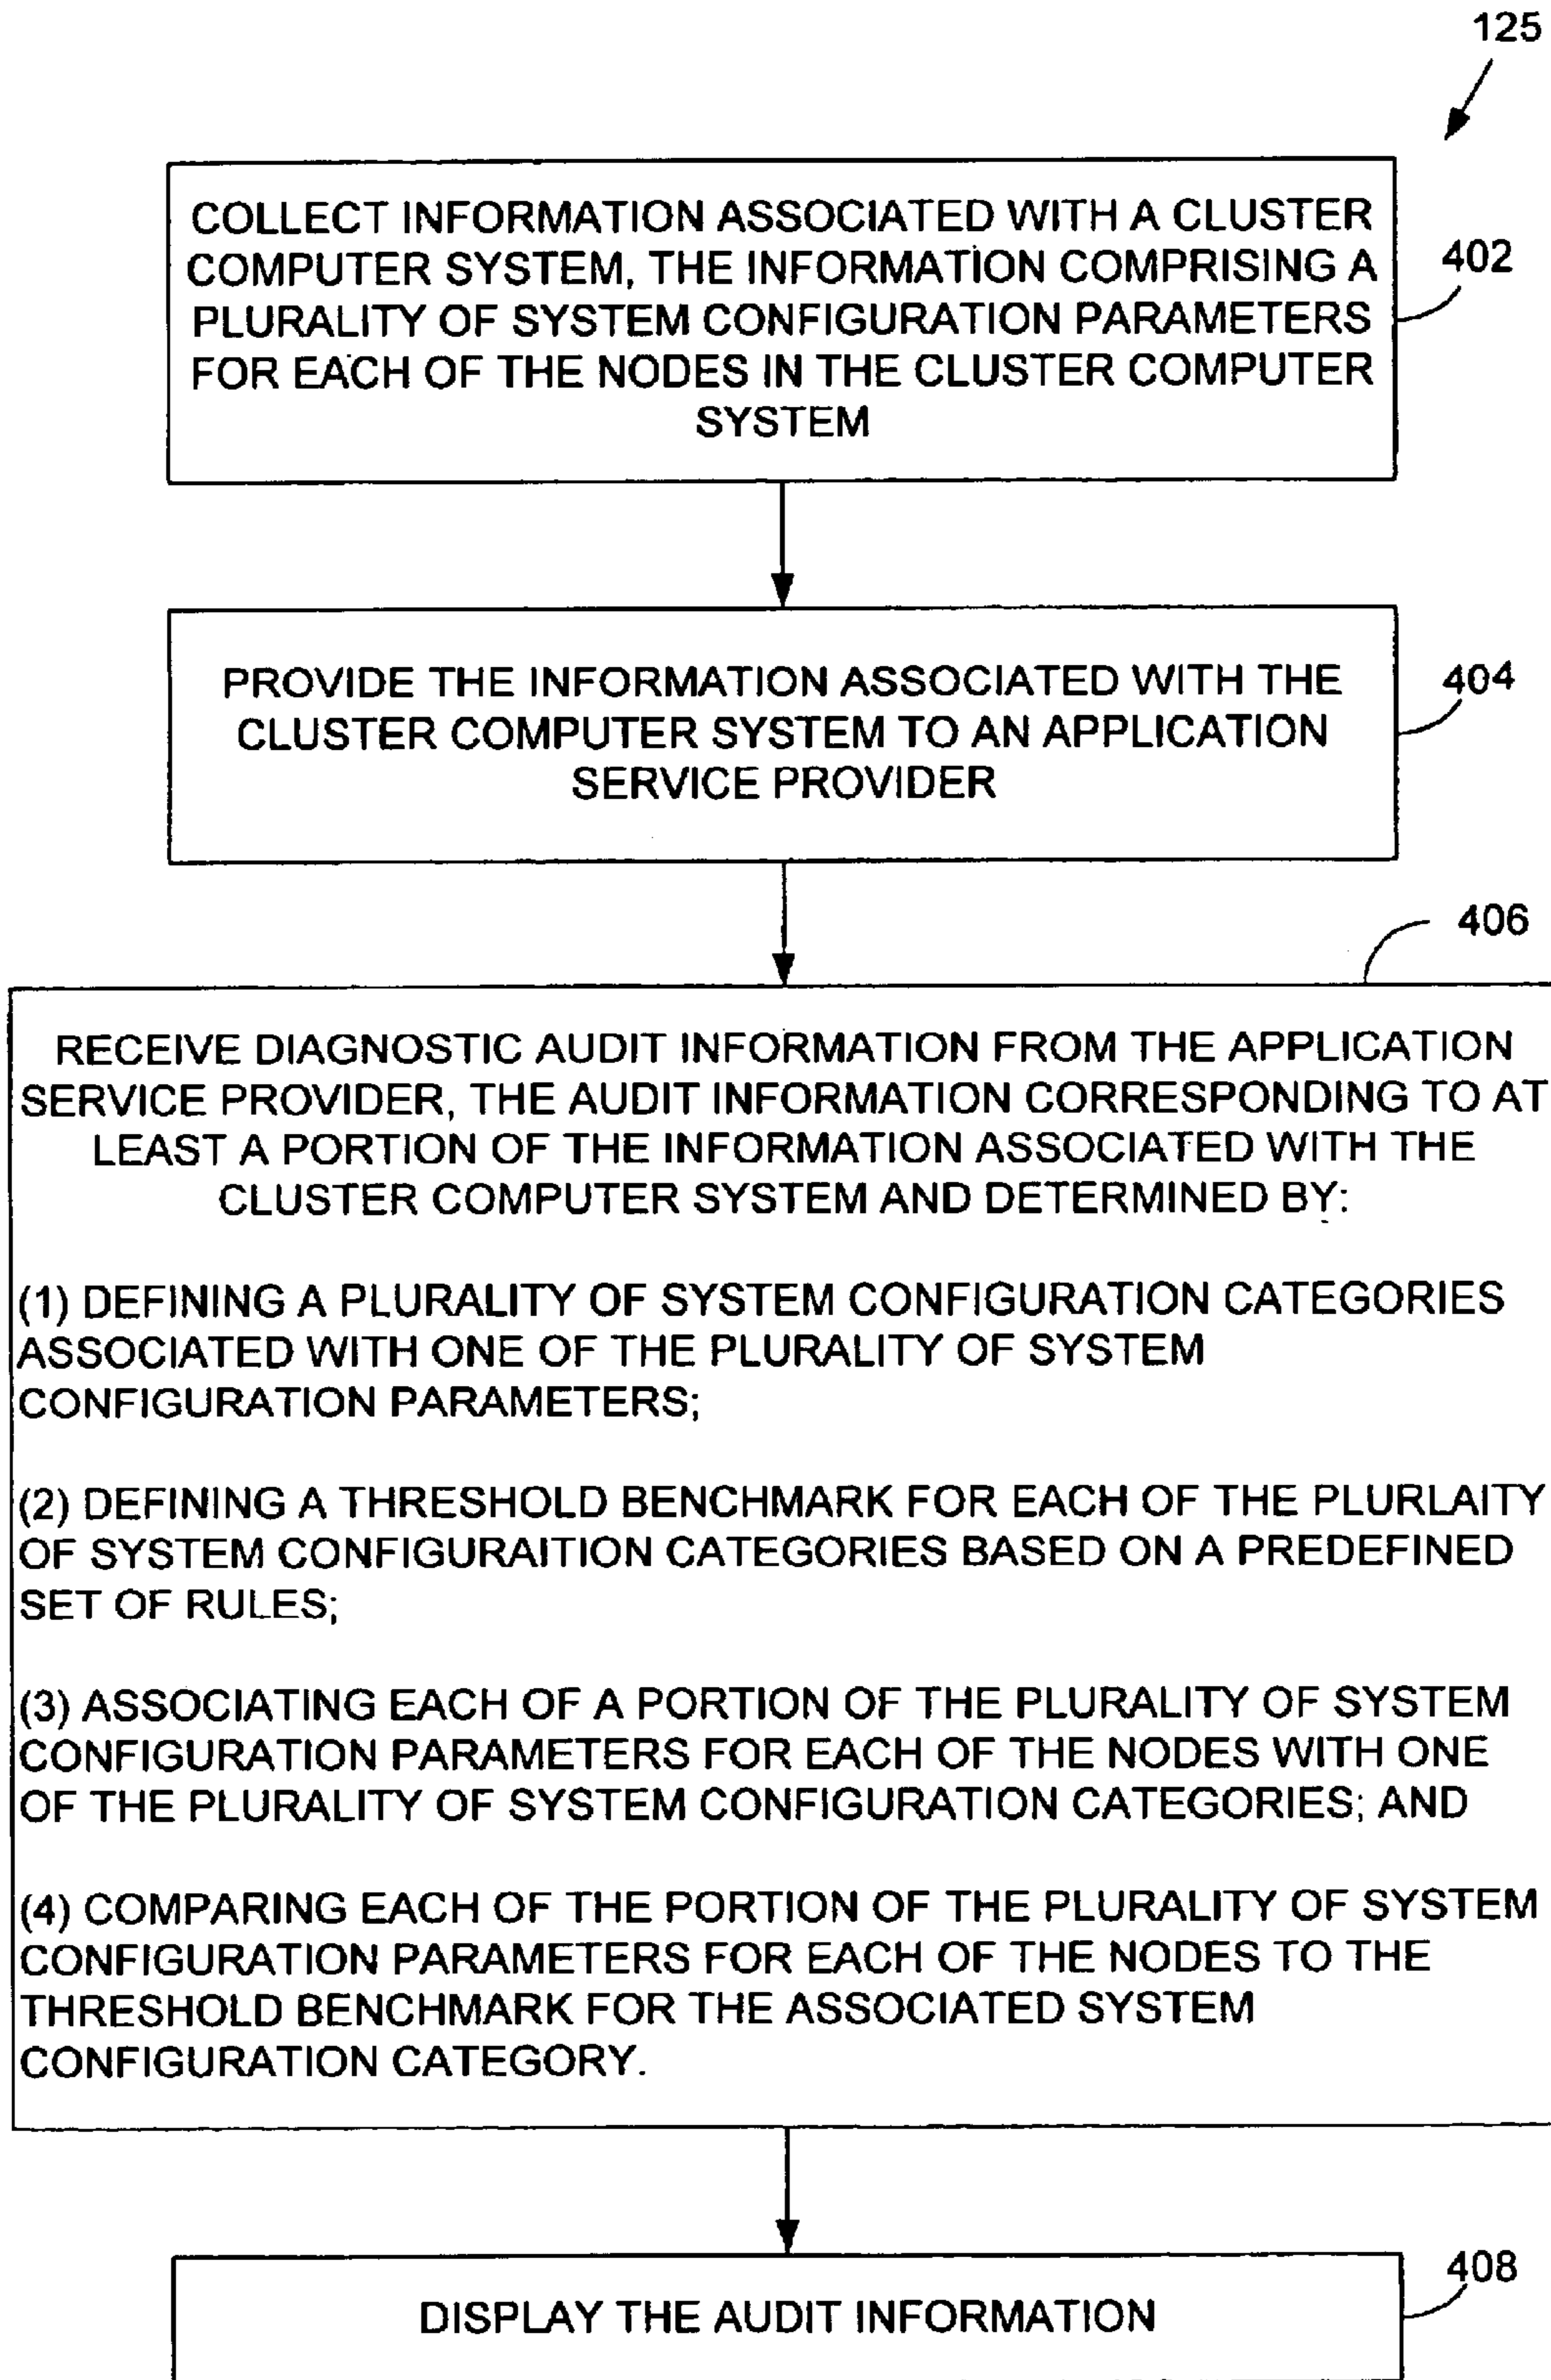 125
COLLECT INFORMATION ASSOCIATED WITH A CLUSTER
COMPUTER SYSTEM, THE INFORMATION COMPRISING A
PLURALITY OF SYSTEM CONFIGURATION PARAMETERS
FOR EACH OF THE NODES IN THE CLUSTER COMPUTER
SYSTEM
402
PROVIDE THE INFORMATION ASSOCIATED WITH THE
CLUSTER COMPUTER SYSTEM TO AN APPLICATION
SERVICE PROVIDER
404
406
RECEIVE DIAGNOSTIC AUDIT INFORMATION FROM THE APPLICATION
SERVICE PROVIDER, THE AUDIT INFORMATION CORRESPONDING TO AT
LEAST A PORTION OF THE INFORMATION ASSOCIATED WITH THE
CLUSTER COMPUTER SYSTEM AND DETERMINED BY:
(1) DEFINING A PLURALITY OF SYSTEM CONFIGURATION CATEGORIES
ASSOCIATED WITH ONE OF THE PLURALITY OF SYSTEM
CONFIGURATION PARAMETERS;
(2) DEFINING A THRESHOLD BENCHMARK FOR EACH OF THE PLURLAITY
OF SYSTEM CONFIGURAITION CATEGORIES BASED ON A PREDEFINED
SET OF RULES;
(3) ASSOCIATING EACH OF A PORTION OF THE PLURALITY OF SYSTEM
CONFIGURATION PARAMETERS FOR EACH OF THE NODES WITH ONE
OF THE PLURALITY OF SYSTEM CONFIGURATION CATEGORIES; AND
(4) COMPARING EACH OF THE PORTION OF THE PLURALITY OF SYSTEM
CONFIGURATION PARAMETERS FOR EACH OF THE NODES TO THE
THRESHOLD BENCHMARK FOR THE ASSOCIATED SYSTEM
CONFIGURATION CATEGORY.
DISPLAY THE AUDIT INFORMATION
408